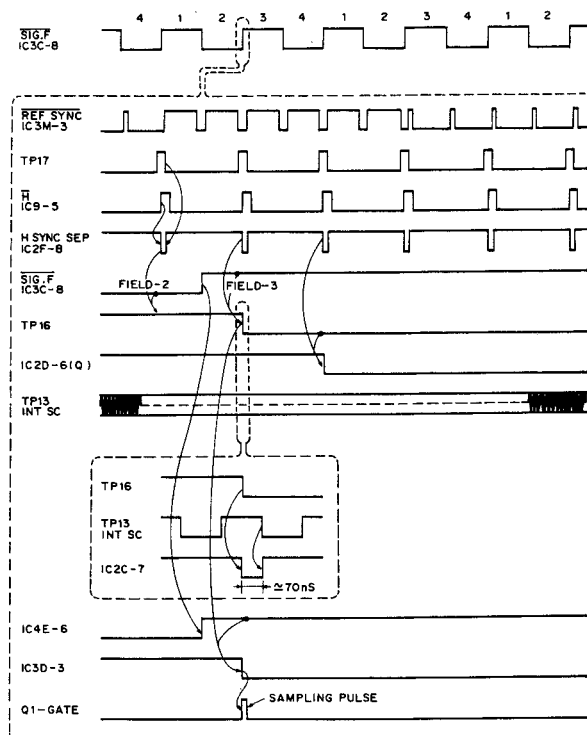 4 1 2 3 4 1 2 3 4 1 2
SIG.F
IC3C-8
REF SYNC
IC3M-3
TP17
H
IC9-5
H SYNC SEP
IC2F-8
SIG.F
IC3C-8
FIELD-2
FIELD-3
TP16
IC2D-6(Q)
TP13
INT SC
TP16
TP13
INT SC
IC2C-7
≃70nS
IC4E-6
IC3D-3
SAMPLING PULSE
Q1-GATE